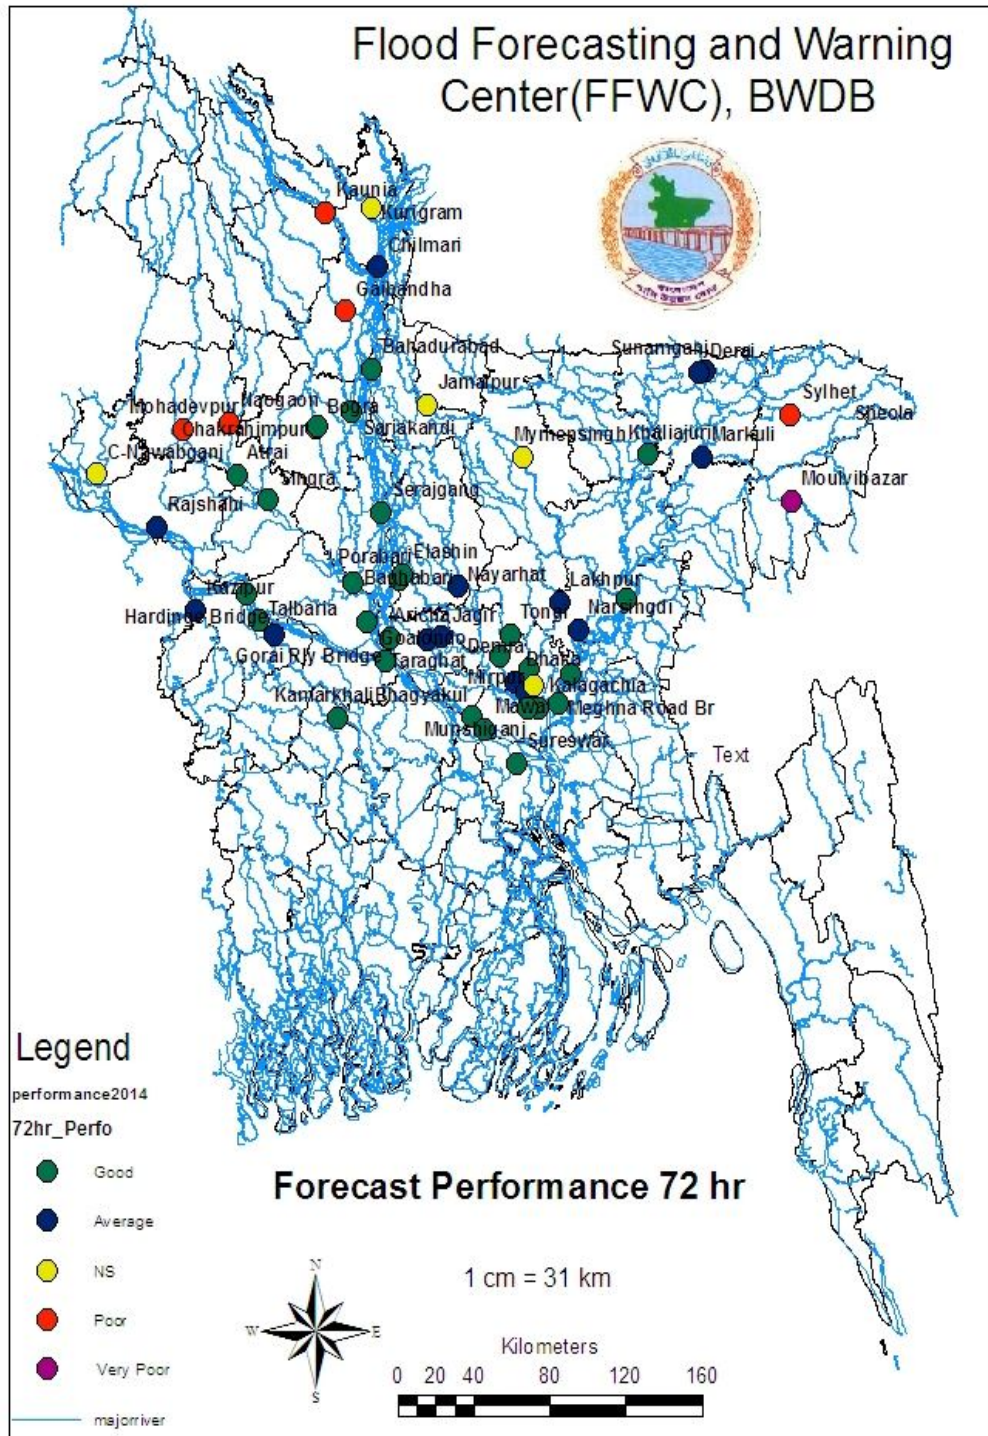 Flood Forecasting and Warning
Center(FFWC), BWDB
Kaunia
Kurigram
Chilmari
Gaibandha
Bahadurabad
Sunamganj
Derai
Jamalpur
Sylhet
Sheola
Mohadevpur
Naogaon
Bogra
Chakrahimpur
Sariakandi
Mymensingh
Khaliajuri
Markuli
C-Nawabganj
Atrai
Moulvibazar
Singra
Rajshahi
Serajganj
Porabari
Elashin
Baghabari
Nayarhat
Lakhpur
Kazipur
Narsingdi
Hardinge Bridge
Talbaria
Aricha
Jagir
Tongi
Goalondo
Demra
Gorai Rly Bridge
Taraghat
Dhaka
Mirpur
Kalagachia
Kamarkhali
Bhagyakul
Mawa
Meghna Road Br
Munshiganj
Sureswar
Text
Legend
performance2014
72hr_Perfo
Good
Average
NS
Poor
Very Poor
majorriver
Forecast Performance 72 hr
N
W
E
S
1 cm = 31 km
Kilometers
0 20 40 80 120 160